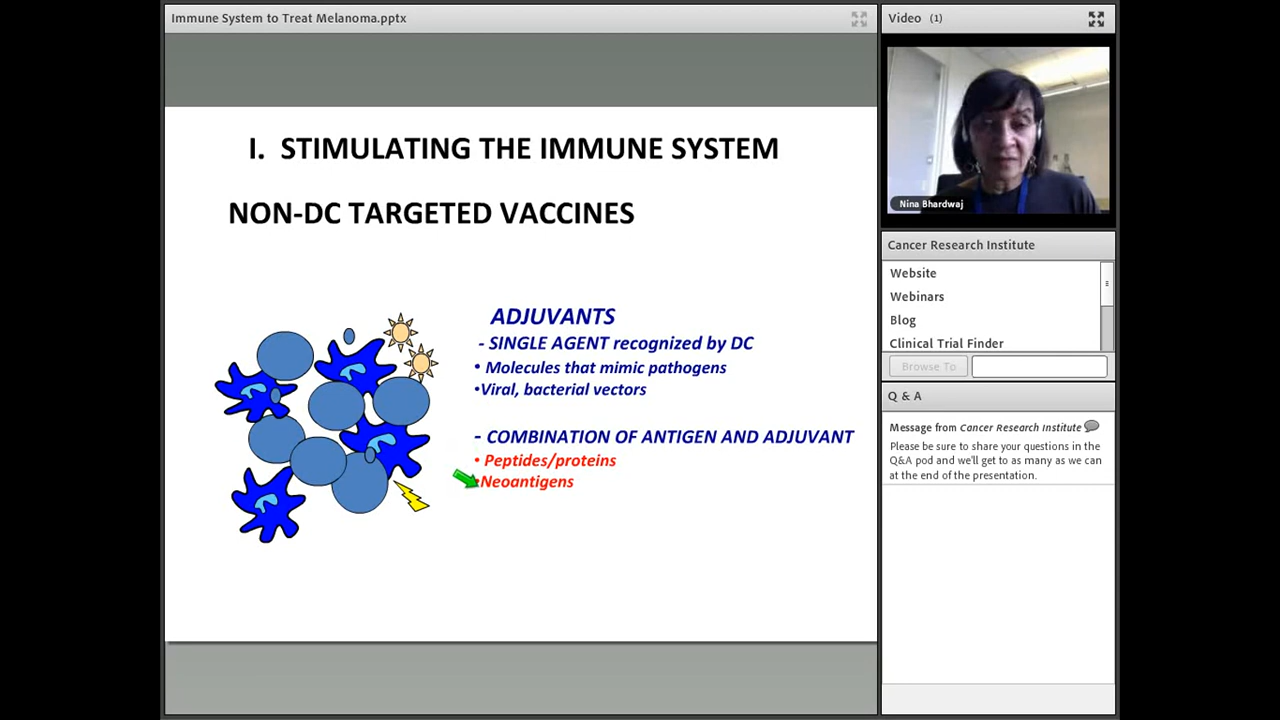 Immune System to Treat Melanoma.pptx
I. STIMULATING THE IMMUNE SYSTEM
NON-DC TARGETED VACCINES
ADJUVANTS
- SINGLE AGENT recognized by DC
• Molecules that mimic pathogens
•Viral, bacterial vectors
- COMBINATION OF ANTIGEN AND ADJUVANT
• Peptides/proteins
•Neoantigens
Video (1)
Nina Bhardwaj
Cancer Research Institute
Website
Webinars
Blog
Clinical Trial Finder
Browse To
Q & A
Message from Cancer Research Institute
Please be sure to share your questions in the
Q&A pod and we'll get to as many as we can
at the end of the presentation.